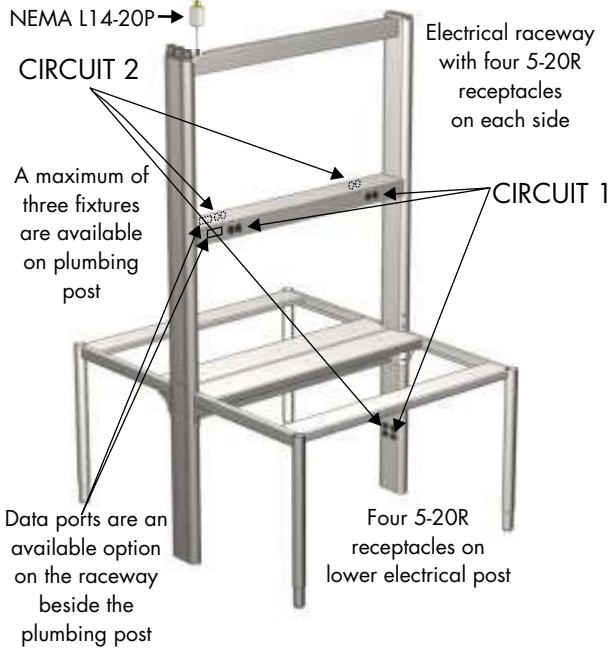 NEMA L14-20P
CIRCUIT 2
Electrical raceway
with four 5-20R
receptacles
on each side
A maximum of
three fixtures
are available
on plumbing
post
CIRCUIT 1
Data ports are an
available option
on the raceway
beside the
plumbing post
Four 5-20R
receptacles on
lower electrical post